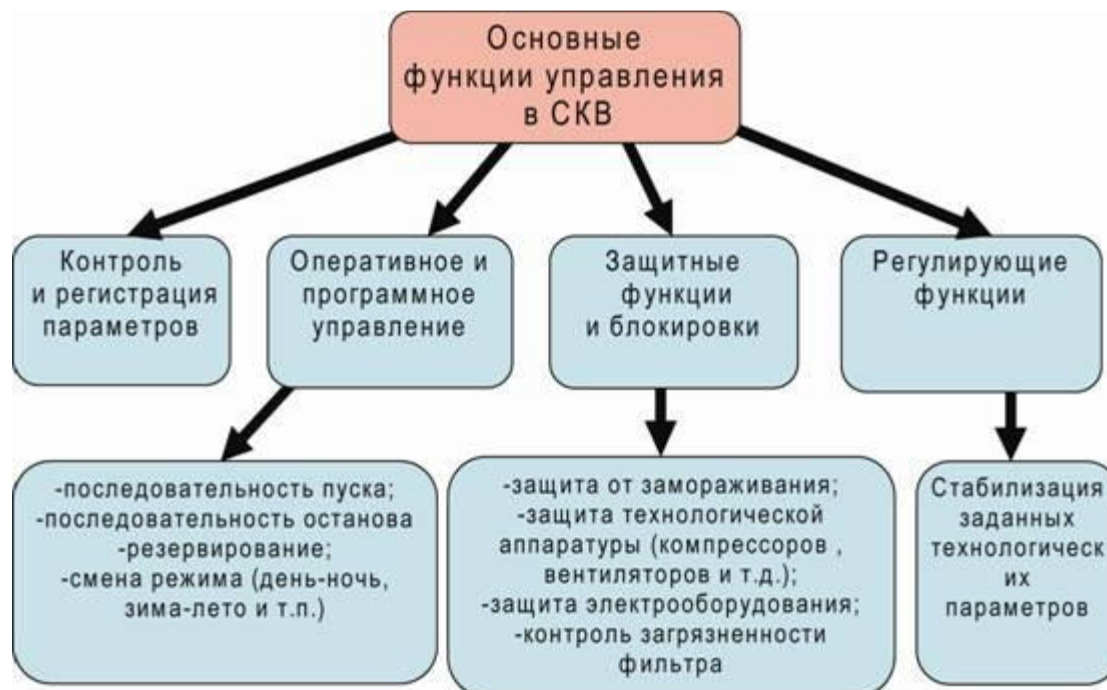 Основные
функции управления
в СКВ
Контроль
и регистрация
параметров
Оперативное и
программное
управление
Защитные
функции
и блокировки
Регулирующие
функции
-последовательность пуска;
-последовательность останова
-резервирование;
-смена режима (день-ночь,
зима-лето и т.п.)
-защита от замораживания;
-защита технологической
аппаратуры (компрессоров ,
вентиляторов и т.д.);
-защита электрооборудования;
-контроль загрязненности
фильтра
Стабилизация
заданных
технологическ
их
параметров